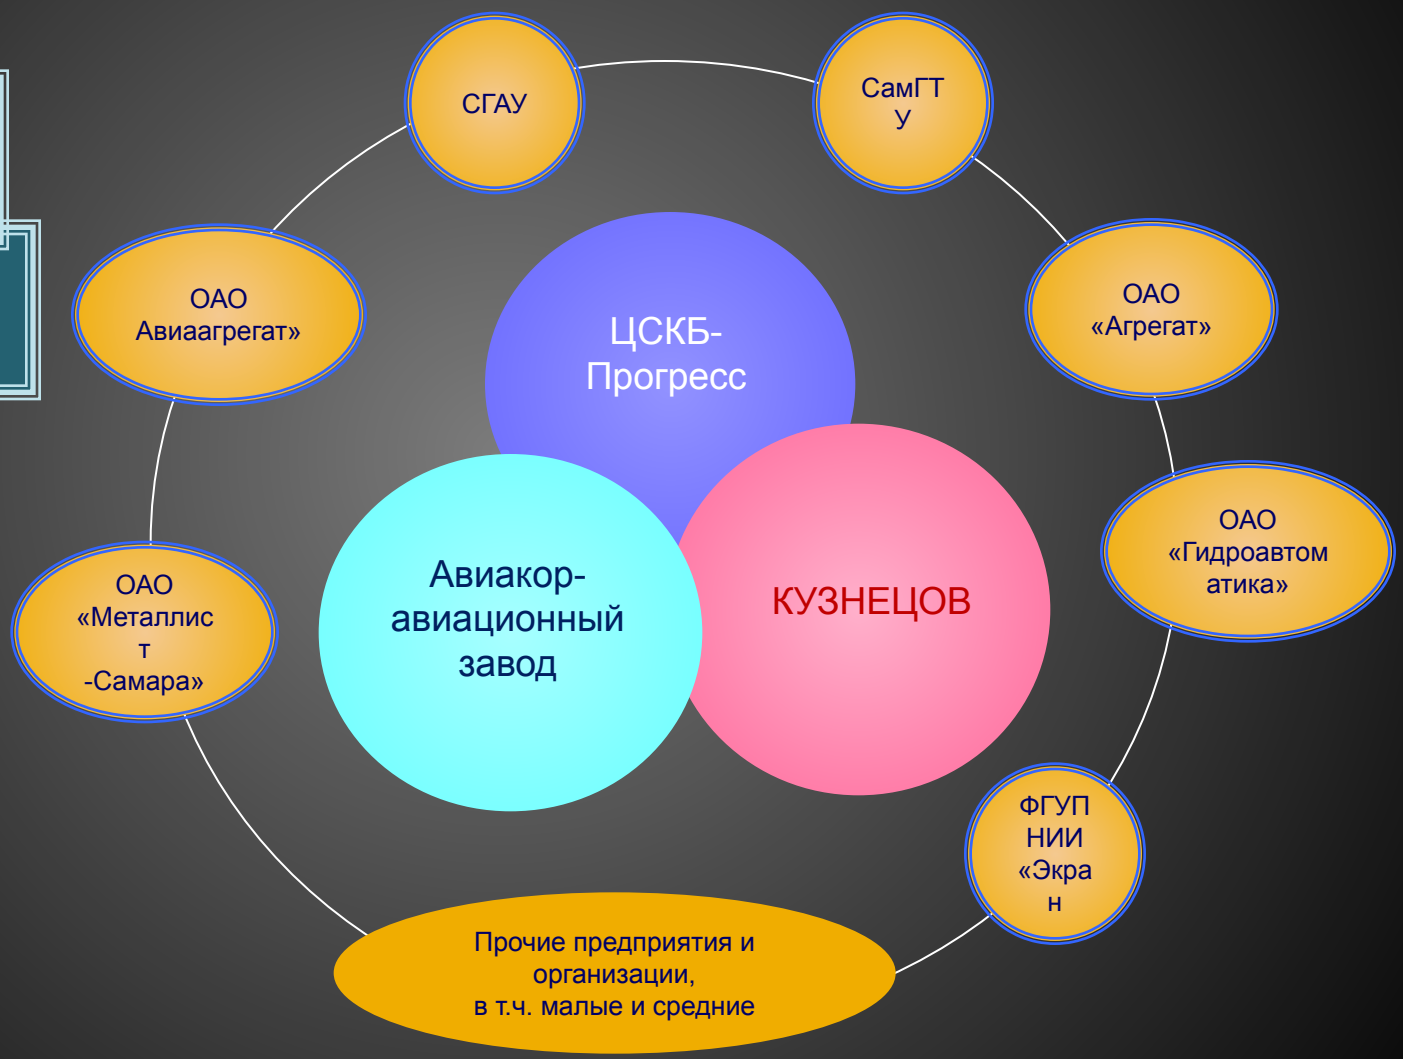 СГАУ
СамГТ
У
ОАО
Авиаагрегат»
ОАО
«Агрегат»
ЦСКБ-
Прогресс
ОАО
«Гидроавтом
атика»
ОАО
«Металлис
т
-Самара»
Авиакор-
авиационный
завод
КУЗНЕЦОВ
ФГУП
НИИ
«Экра
н
Прочие предприятия и
организации,
в т.ч. малые и средние